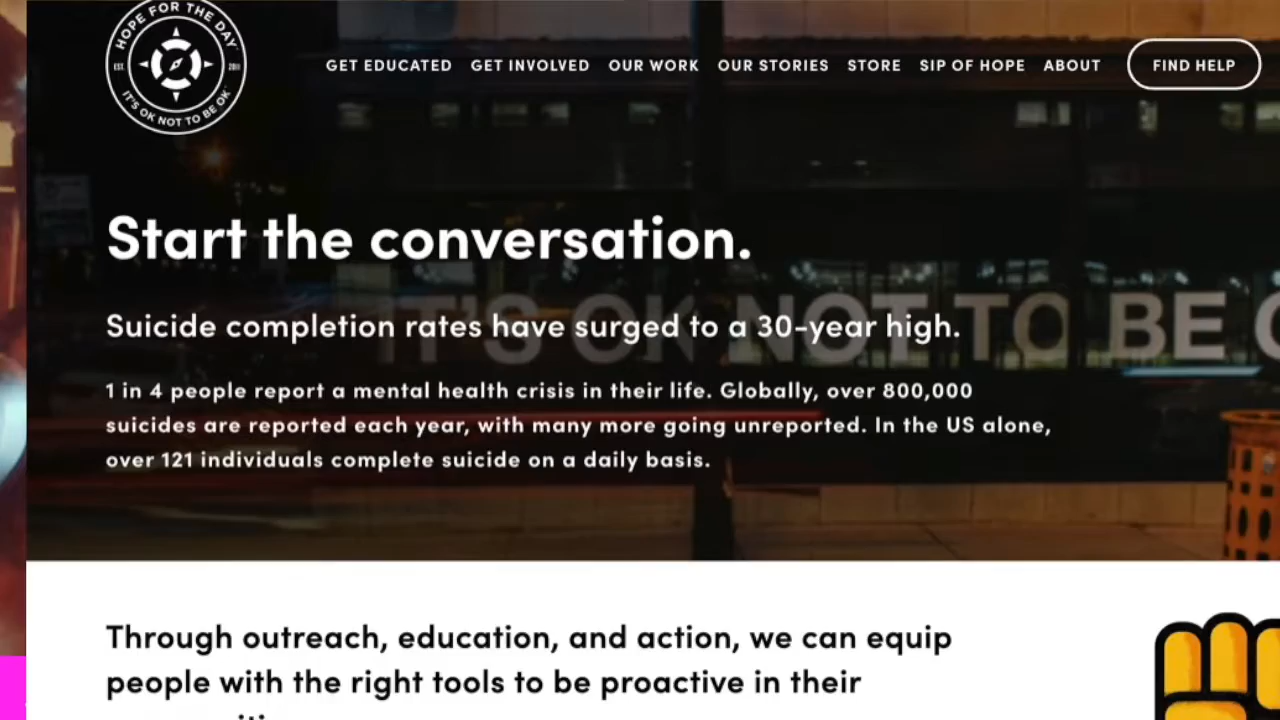 HOPE FOR THE DAY
EST. 2011
IT'S OK NOT TO BE OK
GET EDUCATED GET INVOLVED OUR WORK OUR STORIES STORE SIP OF HOPE ABOUT FIND HELP
Start the conversation.
IT'S OK NOT TO BE
Suicide completion rates have surged to a 30-year high.
1 in 4 people report a mental health crisis in their life. Globally, over 800,000
suicides are reported each year, with many more going unreported. In the US alone,
over 121 individuals complete suicide on a daily basis.
Through outreach, education, and action, we can equip
people with the right tools to be proactive in their